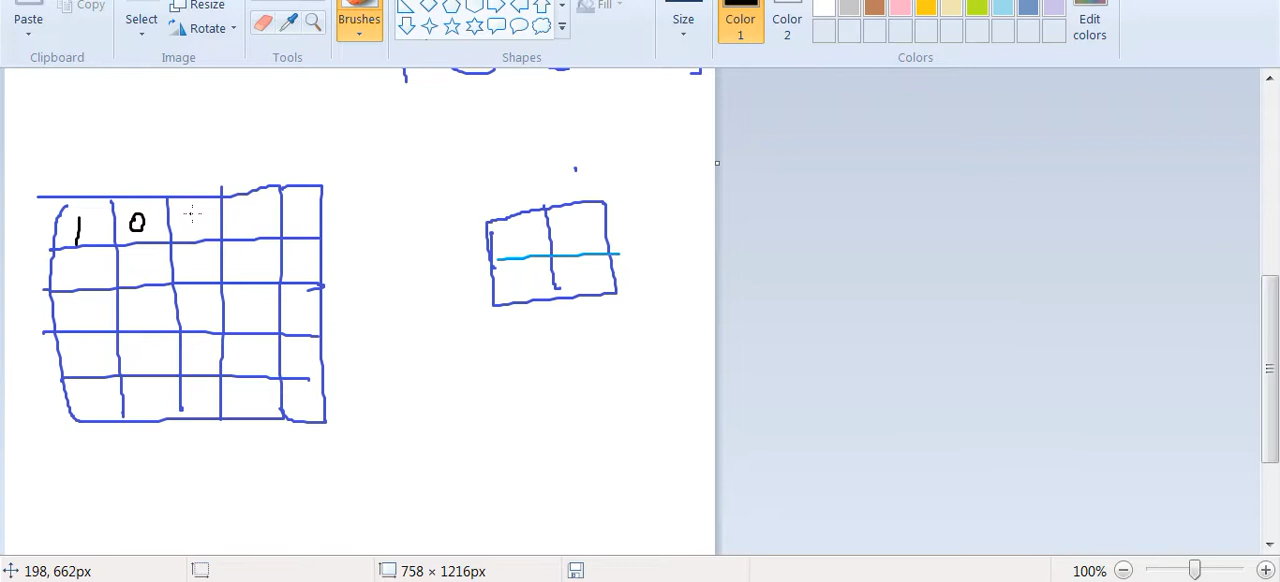 Paste
Clipboard
Copy
Select
Resize
Rotate
Image
Tools
Brushes
Shapes
Fill
Size
Color 1
Color 2
Edit colors
Colors
1 0
198, 662px
758 × 1216px
100%